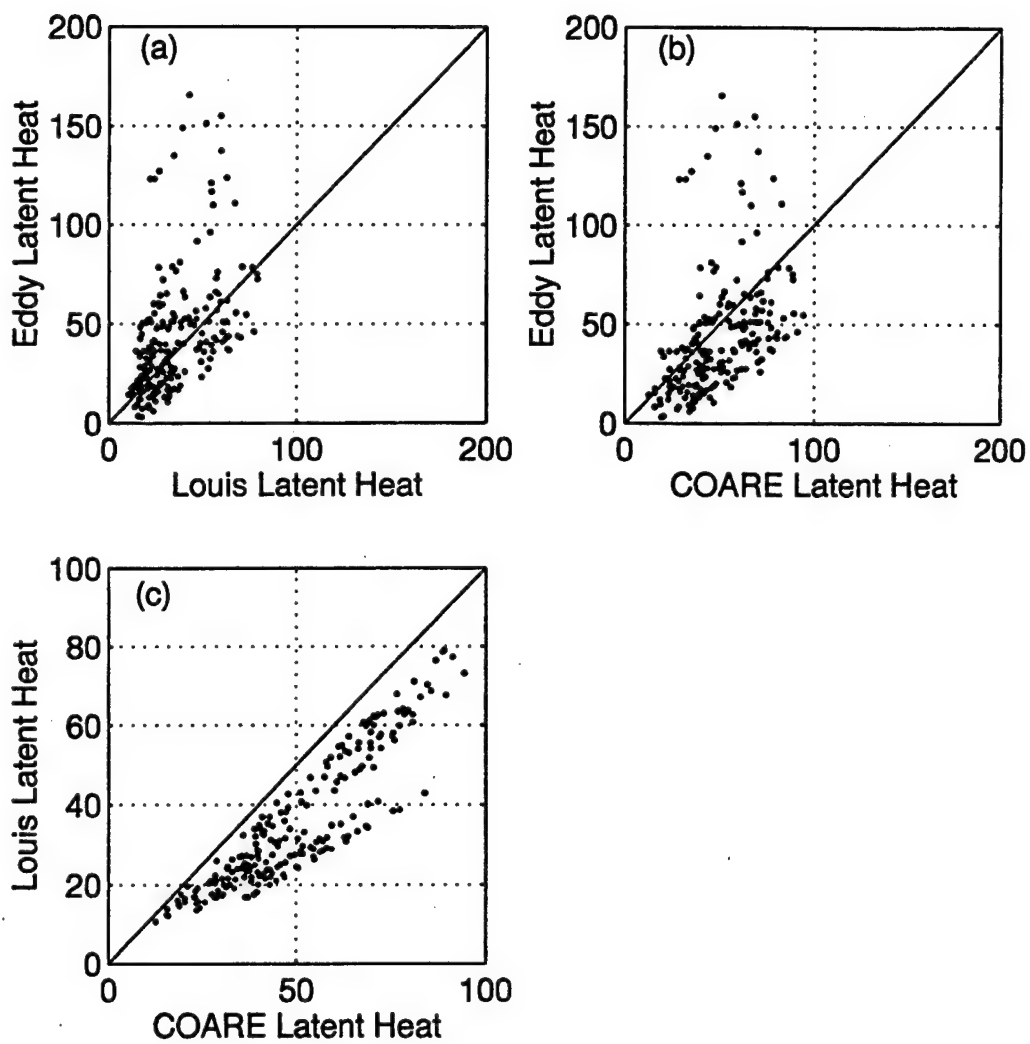 200
(a)
150
100
50
0
Eddy Latent Heat
0 100 200
Louis Latent Heat
200
(b)
150
100
50
0
Eddy Latent Heat
0 100 200
COARE Latent Heat
100
(c)
80
60
40
20
0
Louis Latent Heat
0 50 100
COARE Latent Heat